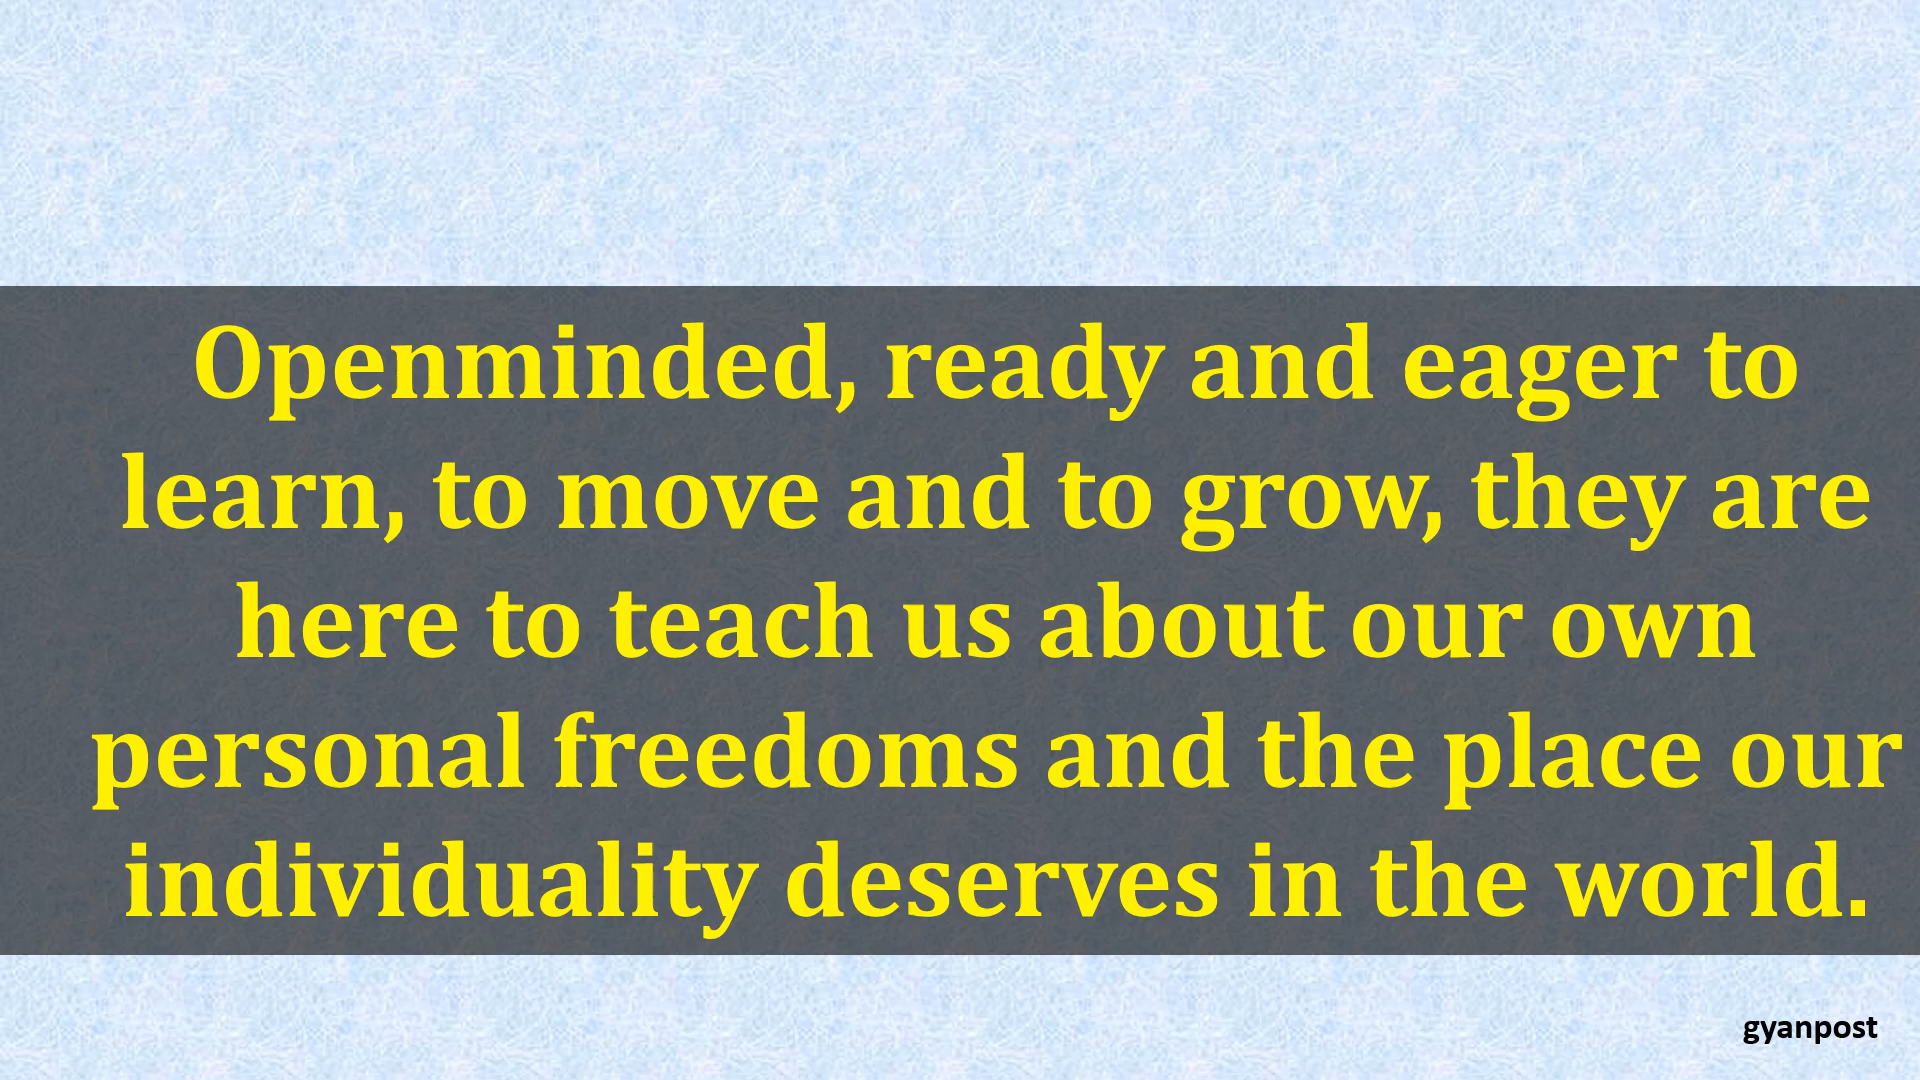 Openminded, ready and eager to
learn, to move and to grow, they are
here to teach us about our own
personal freedoms and the place our
individuality deserves in the world.
gyanpost